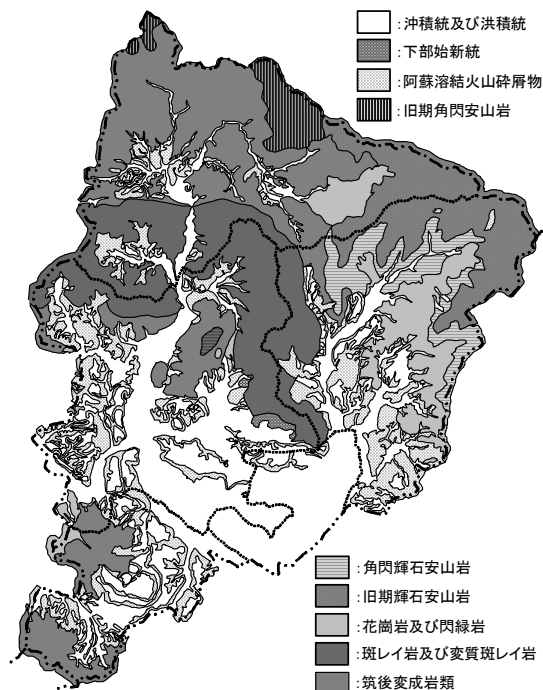 :沖積統及び洪積統
:下部始新統
:阿蘇溶結火山砕屑物
:旧期角閃安山岩
:角閃輝石安山岩
:旧期輝石安山岩
:花崗岩及び閃緑岩
:斑レイ岩及び変質斑レイ岩
:筑後変成岩類